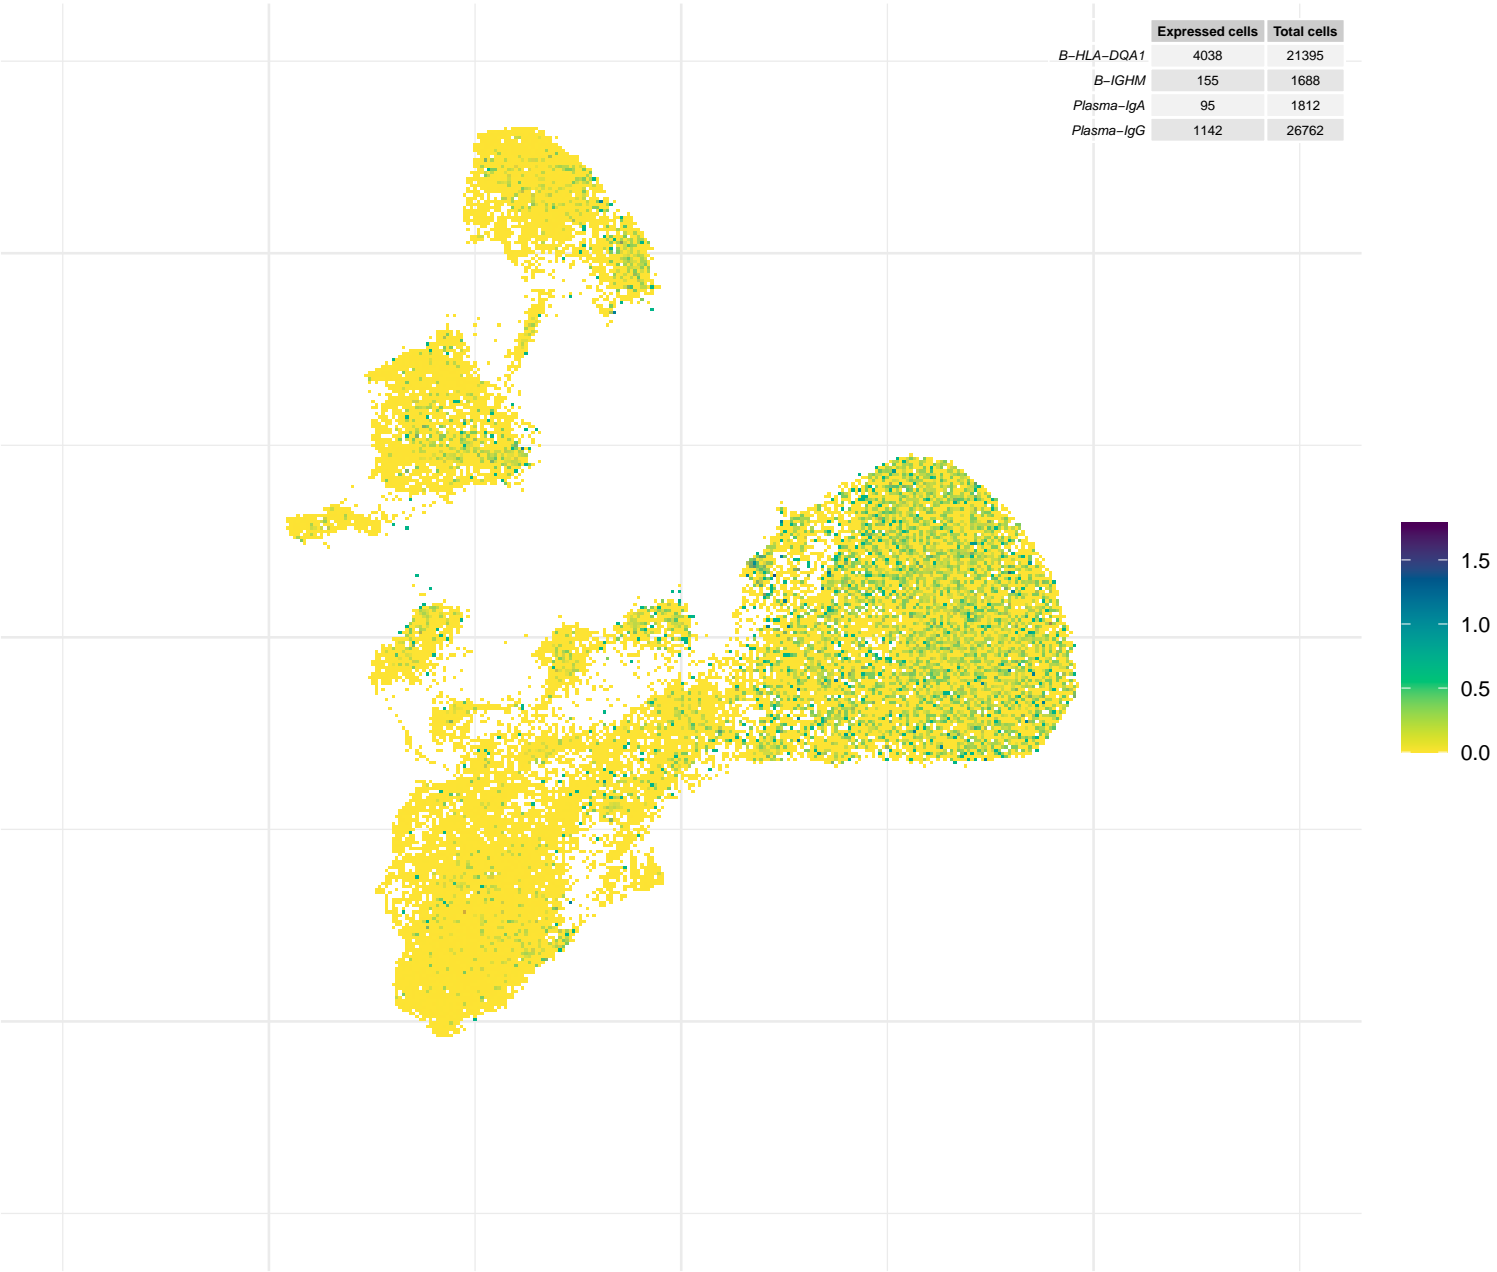 Expressed cells Total cells
B−HLA−DQA1 4038 21395
B−IGHM 155 1688
Plasma−IgA 95 1812
Plasma−IgG 1142 26762
1.5
1.0
0.5
0.0